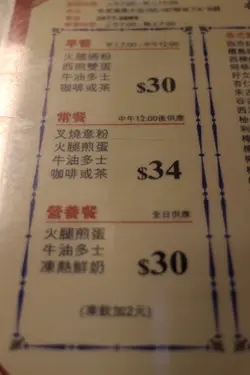 早餐
火腿通粉
西煎雙蛋
牛油多士
咖啡或茶
$30
常餐 中午12:00後供應
叉燒意粉
火腿煎蛋
牛油多士
咖啡或茶
$34
營養餐 全日供應
火腿煎蛋
牛油多士
凍熱鮮奶
$30
(凍飲加2元)